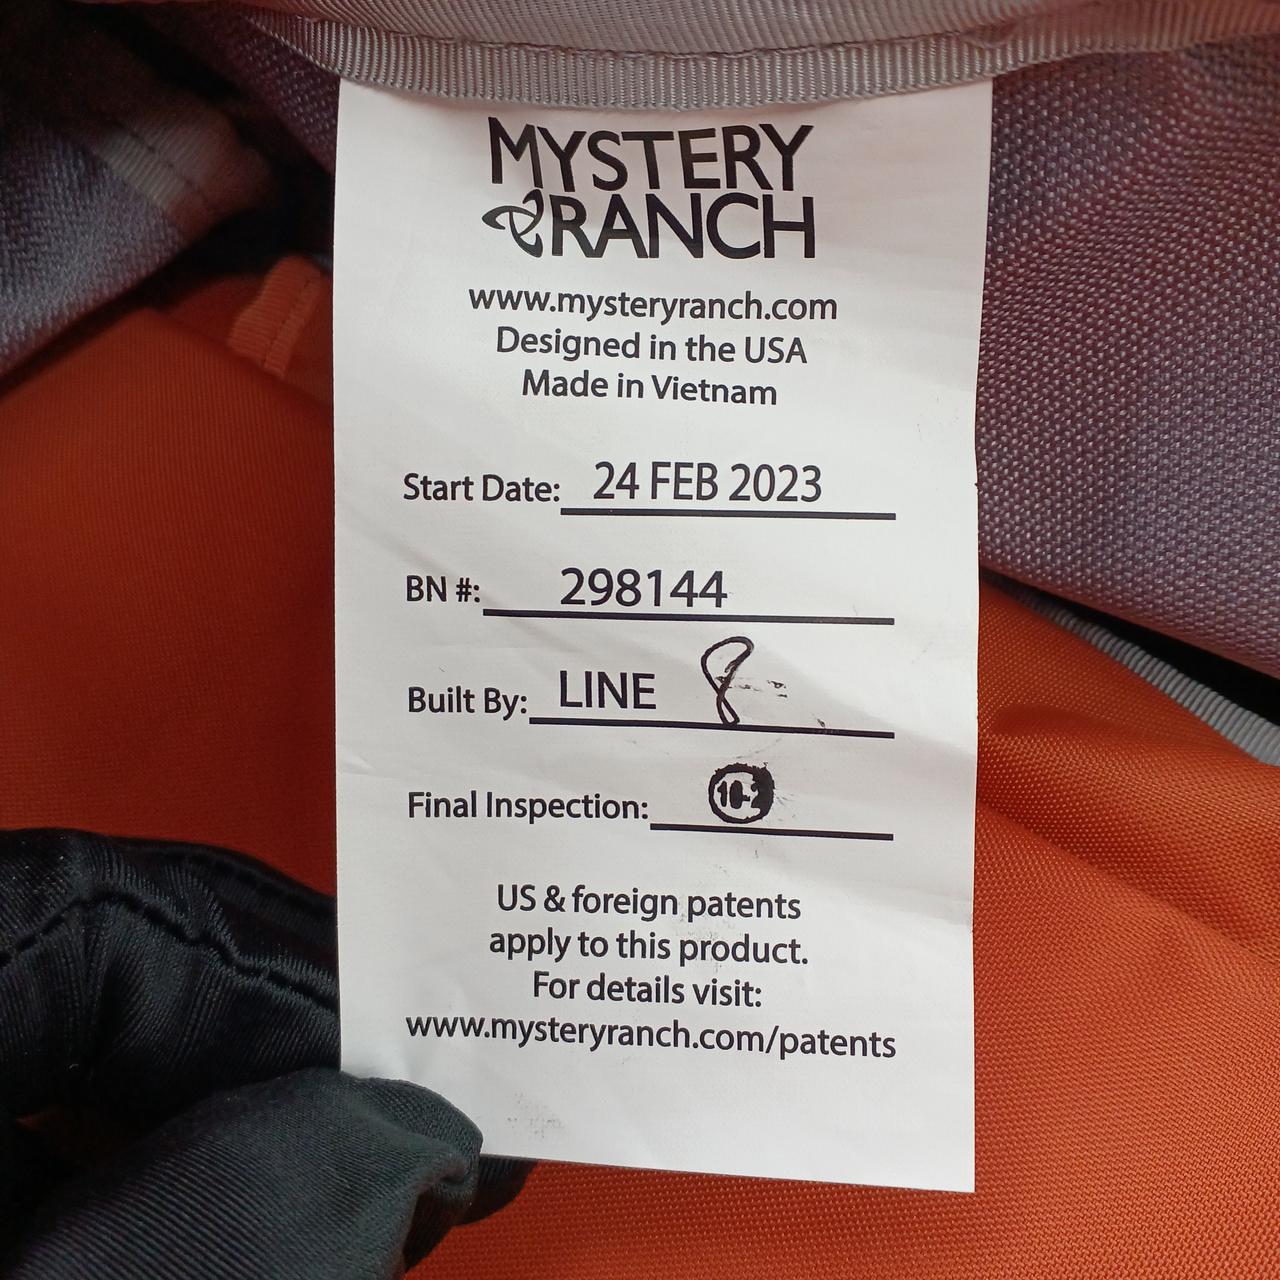 MYSTERY
RANCH
www.mysteryranch.com
Designed in the USA
Made in Vietnam
Start Date: 24 FEB 2023
BN #: 298144
Built By: LINE 8
Final Inspection: 10-2
US & foreign patents
apply to this product.
For details visit:
www.mysteryranch.com/patents